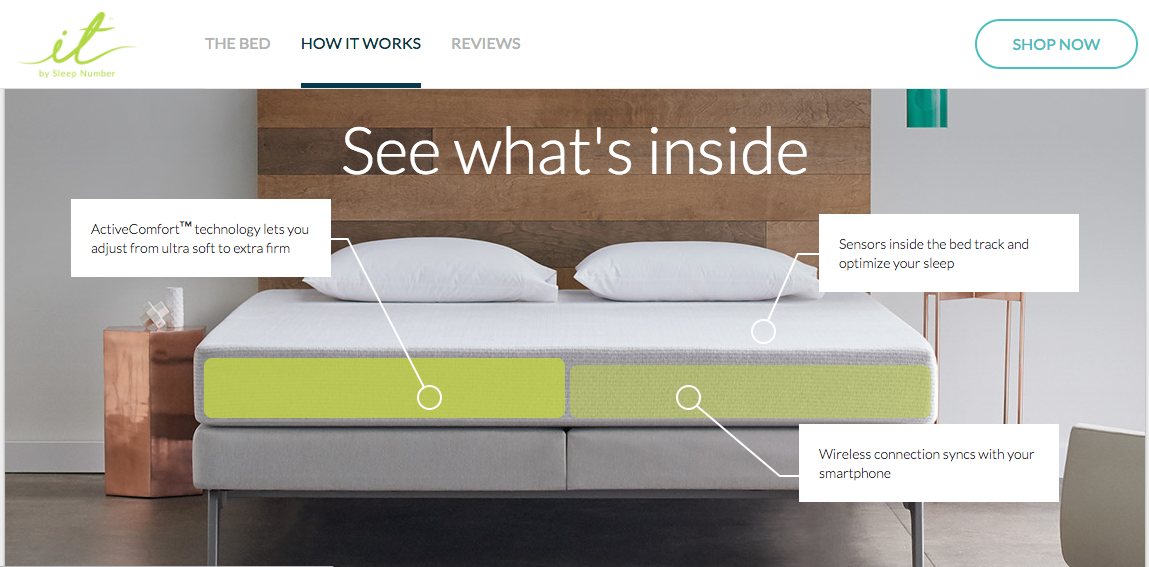 it
by Sleep Number
THE BED
HOW IT WORKS
REVIEWS
SHOP NOW
See what's inside
ActiveComfort™ technology lets you
adjust from ultra soft to extra firm
Sensors inside the bed track and
optimize your sleep
Wireless connection syncs with your
smartphone